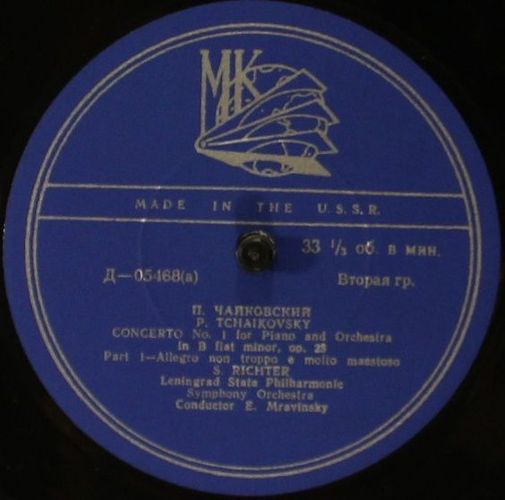 МК
MADE IN THE U.S.S.R.
33 ⅓ об. в мин.
Д—05468(а)
Вторая гр.
П. ЧАЙКОВСКИЙ
P. TCHAIKOVSKY
CONCERTO No. 1 for Piano and Orchestra
in B flat minor, op. 23
Part 1—Allegro non troppo e molto maestoso
S. RICHTER
Leningrad State Philharmonic
Symphony Orchestra
Conductor E. Mravinsky